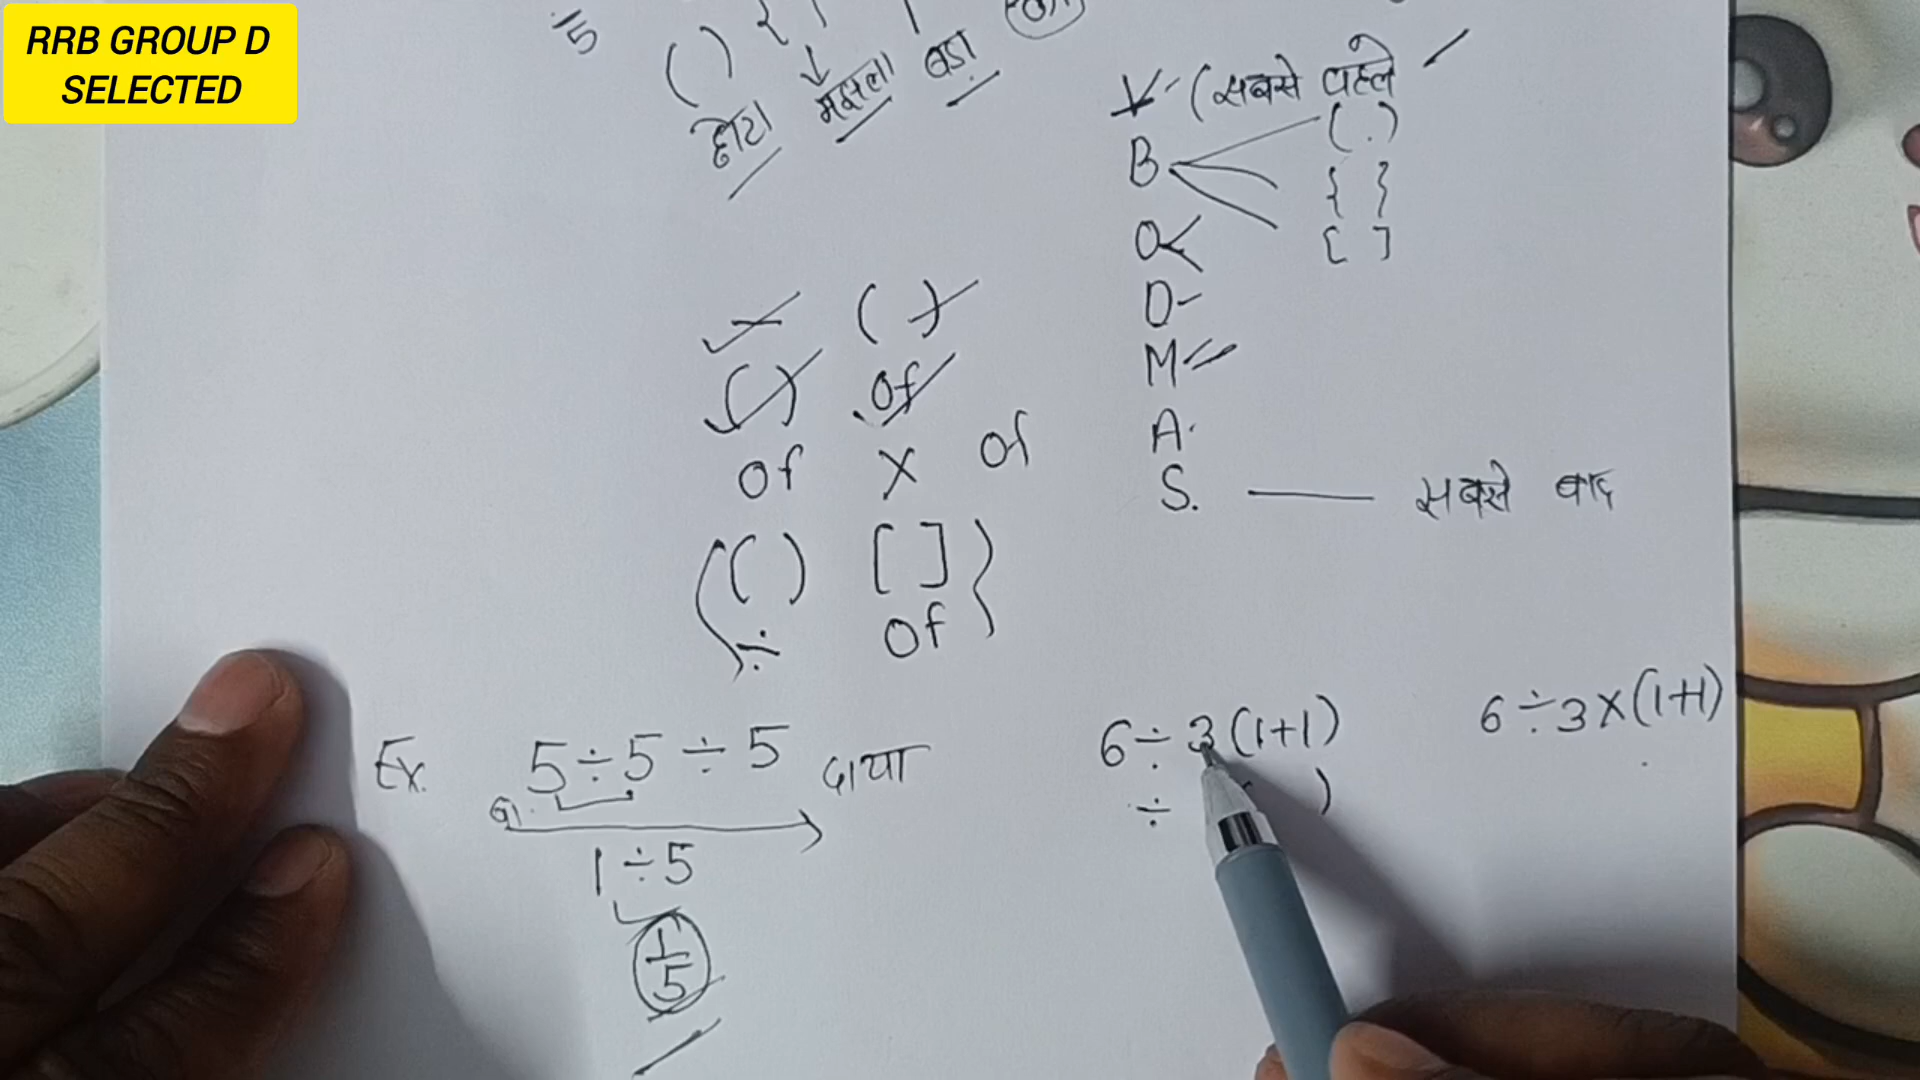 RRB GROUP D
SELECTED
5
( ) {
छोटा मझला बड़ा
V - (सबसे पहले
B ( )
{ }
[ ]
O
D -
M
A.
S. —— सबसे बाद
— ( )
( ) of
of × of
( ) [ ]
÷ of
Ex. 5 ÷ 5 ÷ 5 दाया
बा.
1 ÷ 5
1/5
6 ÷ 3 (1+1)
÷ )
6 ÷ 3 × (1+1)